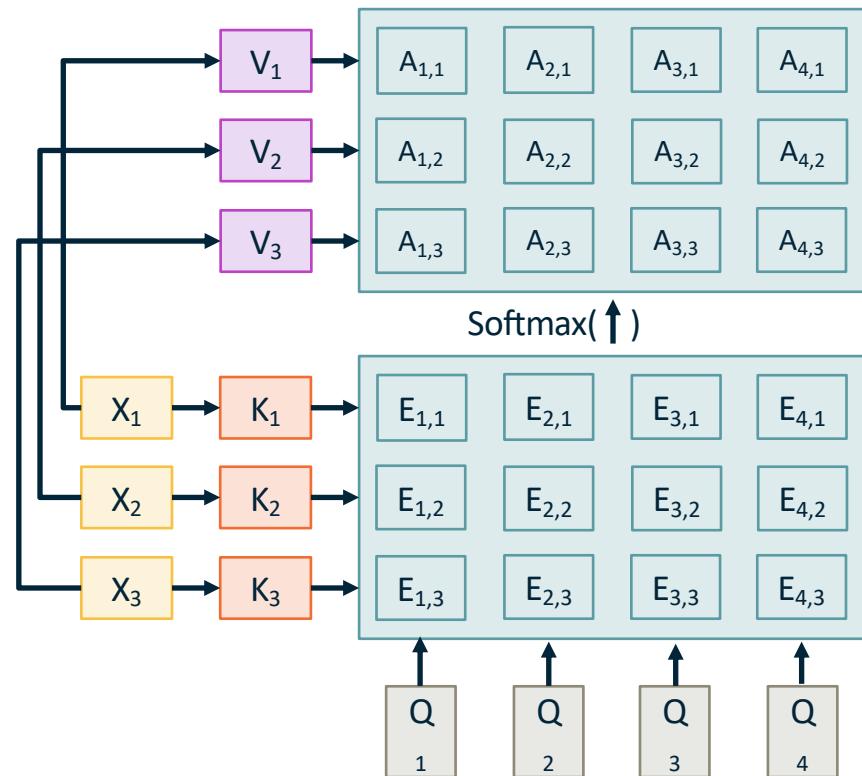 V₁ A₁,₁ A₂,₁ A₃,₁ A₄,₁
V₂ A₁,₂ A₂,₂ A₃,₂ A₄,₂
V₃ A₁,₃ A₂,₃ A₃,₃ A₄,₃
Softmax( )
X₁ K₁ E₁,₁ E₂,₁ E₃,₁ E₄,₁
X₂ K₂ E₁,₂ E₂,₂ E₃,₂ E₄,₂
X₃ K₃ E₁,₃ E₂,₃ E₃,₃ E₄,₃
Q Q Q Q
1 2 3 4